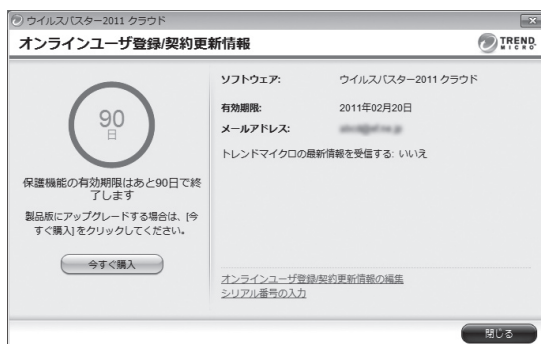 ウイルスバスター2011 クラウド
オンラインユーザ登録/契約更新情報
TREND MICRO
90
日
保護機能の有効期限はあと90日で終
了します
製品版にアップグレードする場合は、[今
すぐ購入]をクリックしてください。
今すぐ購入
ソフトウェア: ウイルスバスター2011 クラウド
有効期限: 2011年02月20日
メールアドレス:
トレンドマイクロの最新情報を受信する: いいえ
オンラインユーザ登録/契約更新情報の編集
シリアル番号の入力
閉じる